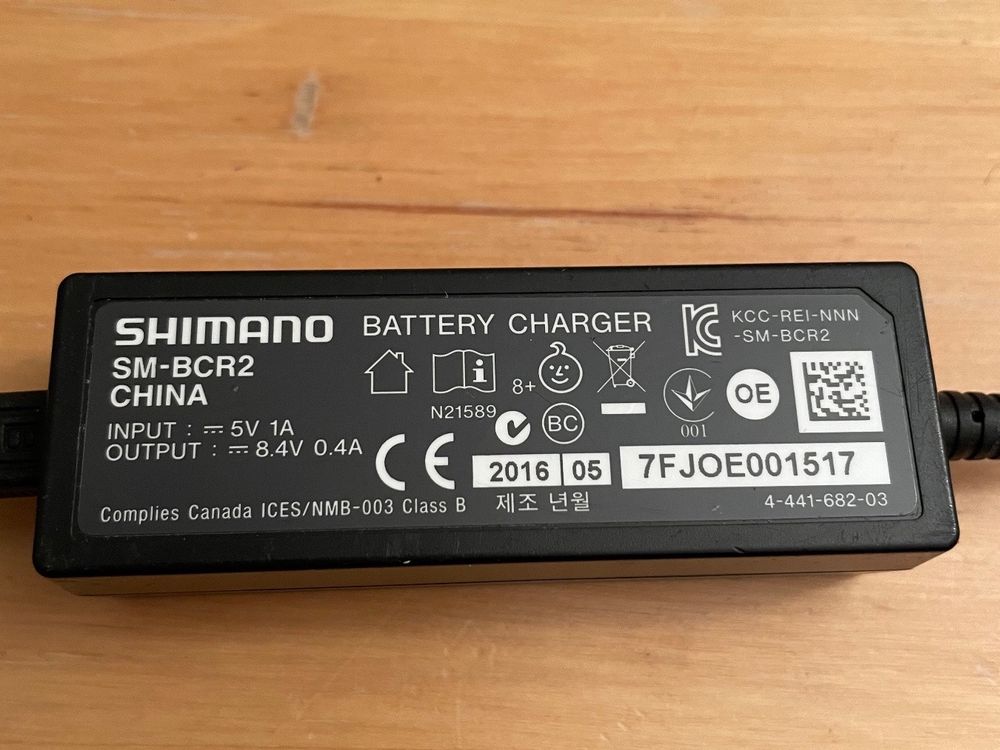 SHIMANO BATTERY CHARGER
SM-BCR2
CHINA
KCC-REI-NNN
-SM-BCR2
INPUT : ⎓ 5V 1A
OUTPUT : ⎓ 8.4V 0.4A
i
N21589
8+
BC
001
OE
CE
2016 05
7FJOE001517
Complies Canada ICES/NMB-003 Class B
제조 년월
4-441-682-03